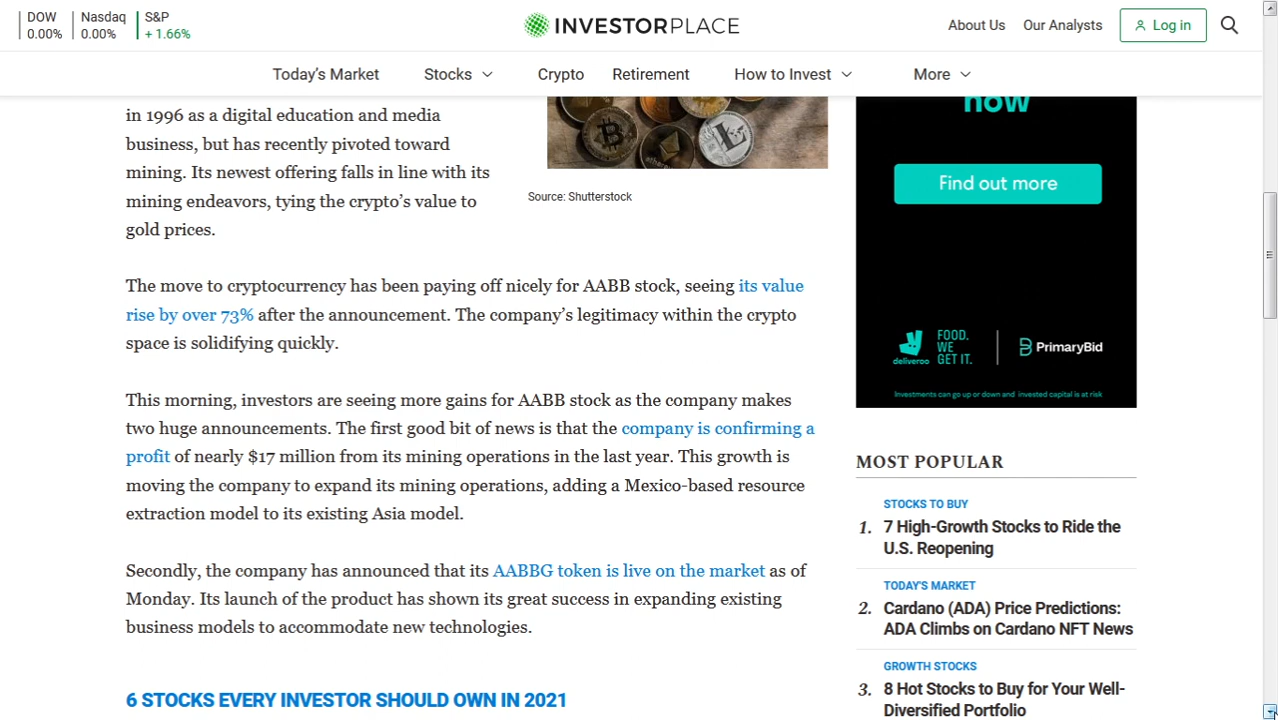 DOW
0.00%
Nasdaq
0.00%
S&P
+ 1.66%
INVESTORPLACE
About Us
Our Analysts
Log in
Today's Market
Stocks
Crypto
Retirement
How to Invest
More
in 1996 as a digital education and media
business, but has recently pivoted toward
mining. Its newest offering falls in line with its
mining endeavors, tying the crypto's value to
gold prices.
Source: Shutterstock
The move to cryptocurrency has been paying off nicely for AABB stock, seeing its value
rise by over 73% after the announcement. The company's legitimacy within the crypto
space is solidifying quickly.
This morning, investors are seeing more gains for AABB stock as the company makes
two huge announcements. The first good bit of news is that the company is confirming a
profit of nearly $17 million from its mining operations in the last year. This growth is
moving the company to expand its mining operations, adding a Mexico-based resource
extraction model to its existing Asia model.
Secondly, the company has announced that its AABBG token is live on the market as of
Monday. Its launch of the product has shown its great success in expanding existing
business models to accommodate new technologies.
6 STOCKS EVERY INVESTOR SHOULD OWN IN 2021
now
Find out more
deliveroo
FOOD.
WE
GET IT.
PrimaryBid
Investments can go up or down and invested capital is at risk
MOST POPULAR
STOCKS TO BUY
1. 7 High-Growth Stocks to Ride the
U.S. Reopening
TODAY'S MARKET
2. Cardano (ADA) Price Predictions:
ADA Climbs on Cardano NFT News
GROWTH STOCKS
3. 8 Hot Stocks to Buy for Your Well-
Diversified Portfolio